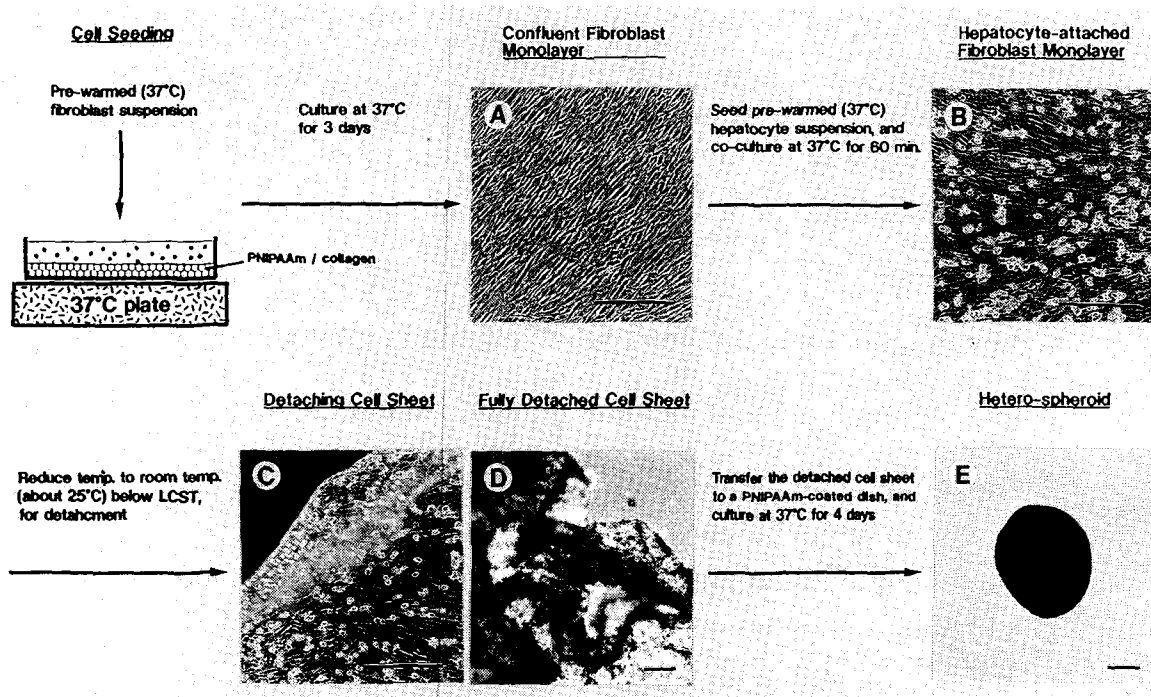 Cell Seeding
Pre-warmed (37°C)
fibroblast suspension
PNIPAAm / collagen
37°C plate
Culture at 37°C
for 3 days
Confluent Fibroblast
Monolayer
A
Seed pre-warmed (37°C)
hepatocyte suspension, and
co-culture at 37°C for 60 min.
Hepatocyte-attached
Fibroblast Monolayer
B
Reduce temp. to room temp.
(about 25°C) below LCST,
for detahcment
Detaching Cell Sheet
C
Fully Detached Cell Sheet
D
Transfer the detached cell sheet
to a PNIPAAm-coated dish, and
culture at 37°C for 4 days
Hetero-spheroid
E